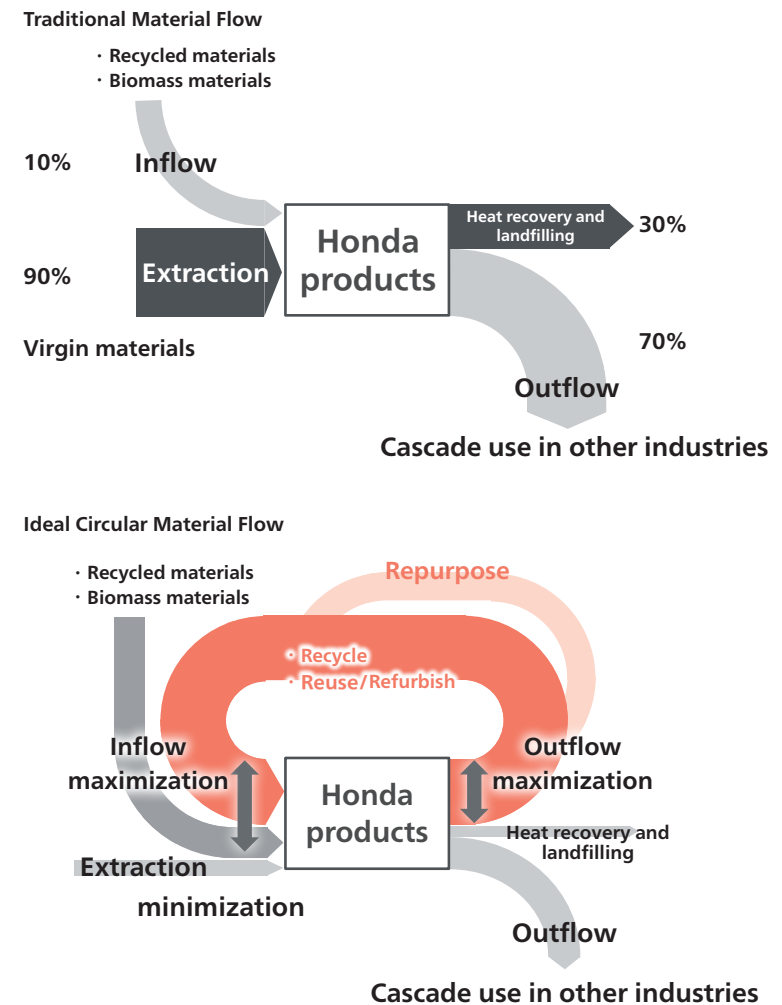 Traditional Material Flow
· Recycled materials
· Biomass materials
10%
Inflow
90%
Extraction
Virgin materials
Honda
products
Heat recovery and
landfilling
30%
70%
Outflow
Cascade use in other industries
Ideal Circular Material Flow
· Recycled materials
· Biomass materials
Repurpose
· Recycle
· Reuse/Refurbish
Inflow
maximization
Outflow
maximization
Honda
products
Extraction
minimization
Heat recovery and
landfilling
Outflow
Cascade use in other industries